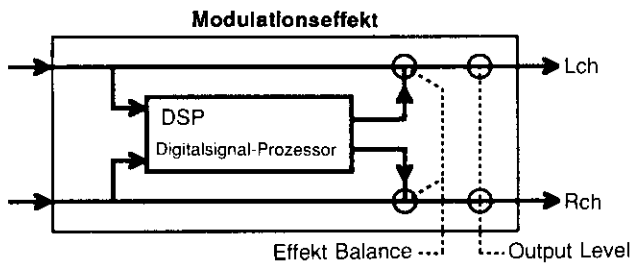 Modulationseffekt
Lch
DSP
Digitalsignal-Prozessor
Rch
Effekt Balance
Output Level